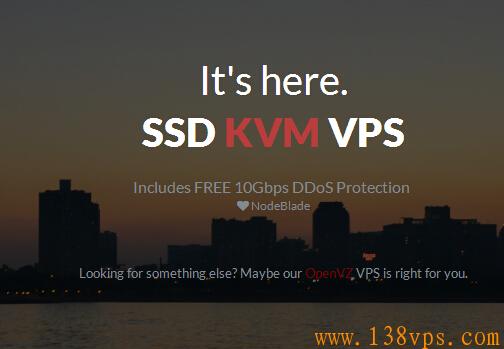 It's here.
SSD KVM VPS
Includes FREE 10Gbps DDoS Protection
NodeBlade
Looking for something else? Maybe our OpenVZ VPS is right for you.
www.138vps.com